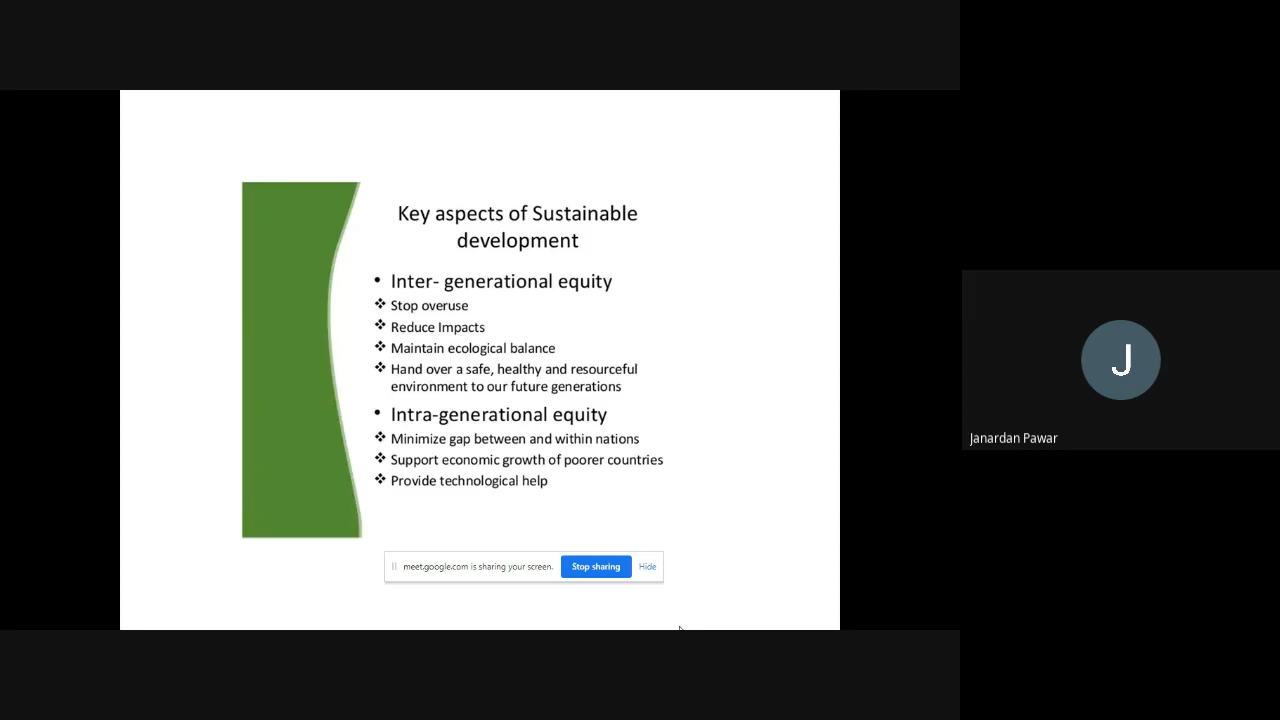 Key aspects of Sustainable
development
• Inter- generational equity
❖ Stop overuse
❖ Reduce Impacts
❖ Maintain ecological balance
❖ Hand over a safe, healthy and resourceful
environment to our future generations
• Intra-generational equity
❖ Minimize gap between and within nations
❖ Support economic growth of poorer countries
❖ Provide technological help
meet.google.com is sharing your screen. Stop sharing Hide
J
Janardan Pawar